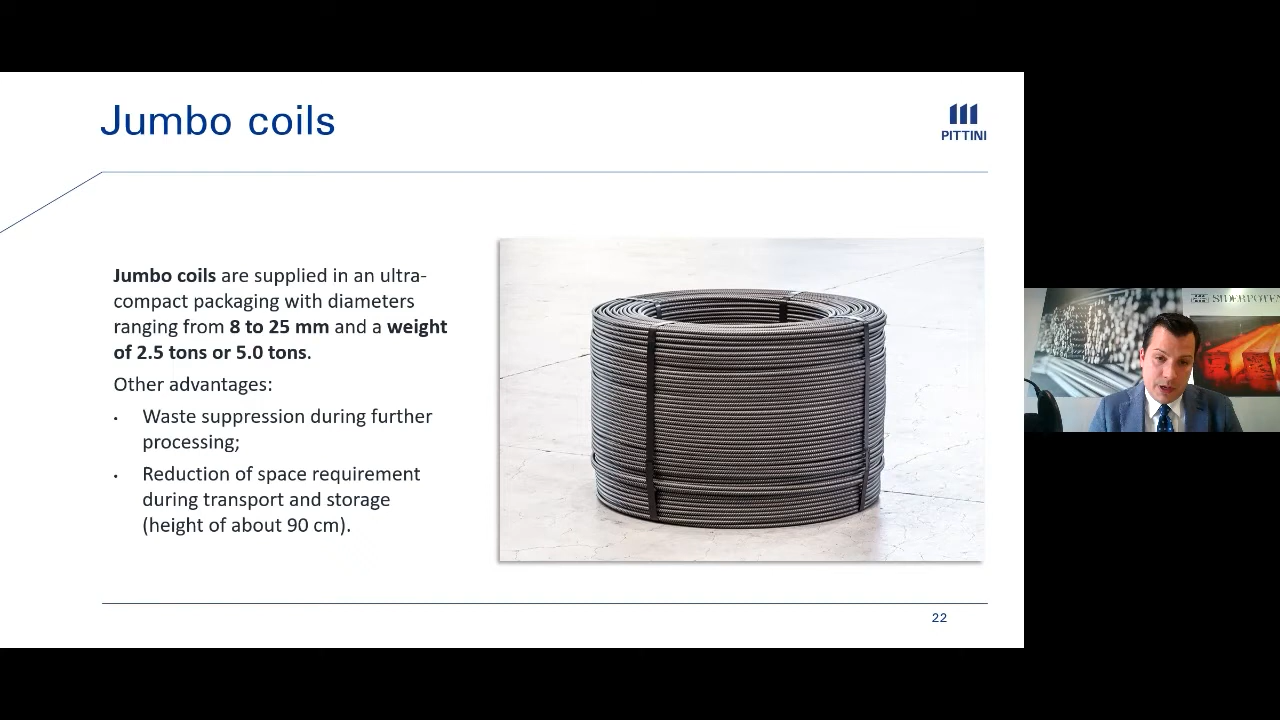 Jumbo coils
PITTINI
Jumbo coils are supplied in an ultra-
compact packaging with diameters
ranging from 8 to 25 mm and a weight
of 2.5 tons or 5.0 tons.
Other advantages:
• Waste suppression during further
processing;
• Reduction of space requirement
during transport and storage
(height of about 90 cm).
22